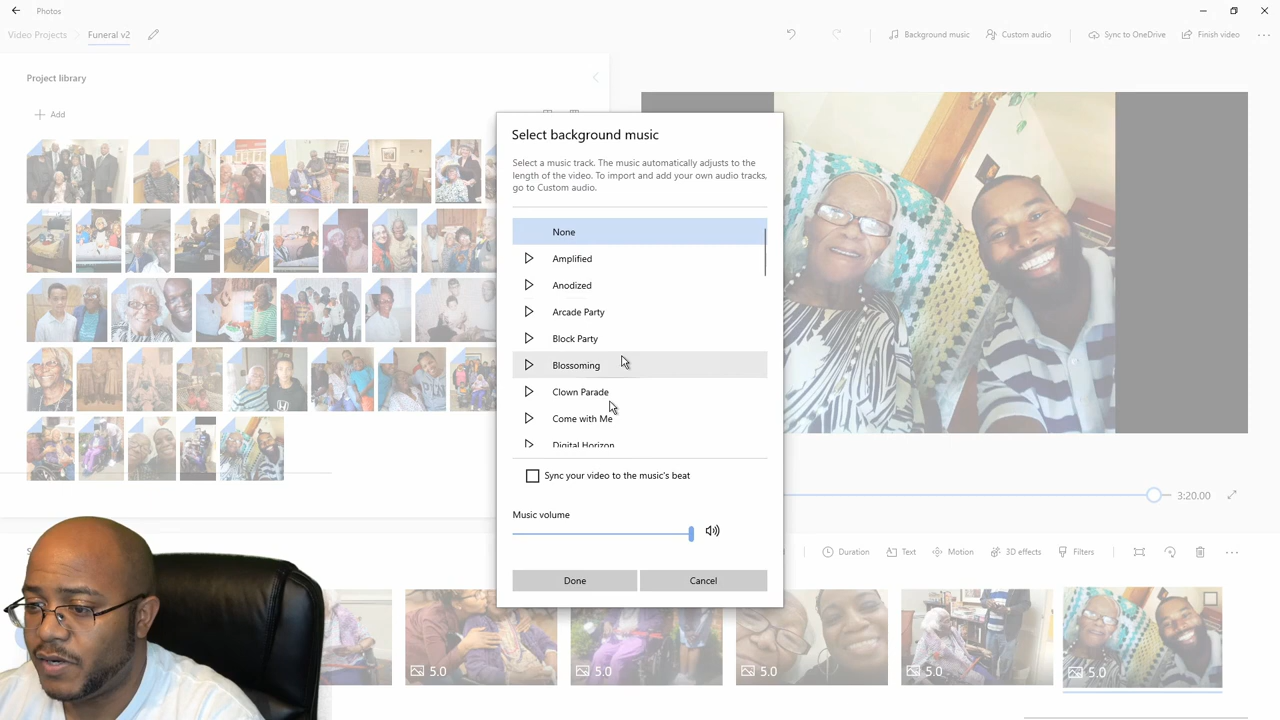 Photos
Video Projects
Funeral v2
Background music
Custom audio
Sync to OneDrive
Finish video
Project library
Add
Select background music
Select a music track. The music automatically adjusts to the
length of the video. To import and add your own audio tracks,
go to Custom audio.
None
Amplified
Anodized
Arcade Party
Block Party
Blossoming
Clown Parade
Come with Me
Digital Horizon
Sync your video to the music's beat
Music volume
Done
Cancel
3:20.00
Duration
Text
Motion
3D effects
Filters
5.0
5.0
5.0
5.0
5.0